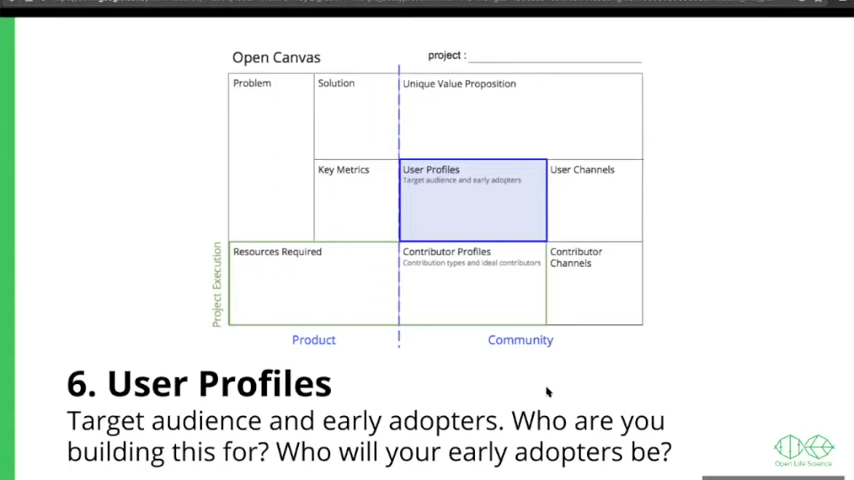 Open Canvas
project :
Problem
Solution
Unique Value Proposition
Key Metrics
User Profiles
Target audience and early adopters
User Channels
Resources Required
Contributor Profiles
Contribution types and ideal contributors
Contributor
Channels
Project Execution
Product
Community
6. User Profiles
Target audience and early adopters. Who are you
building this for? Who will your early adopters be?
Open Life Science